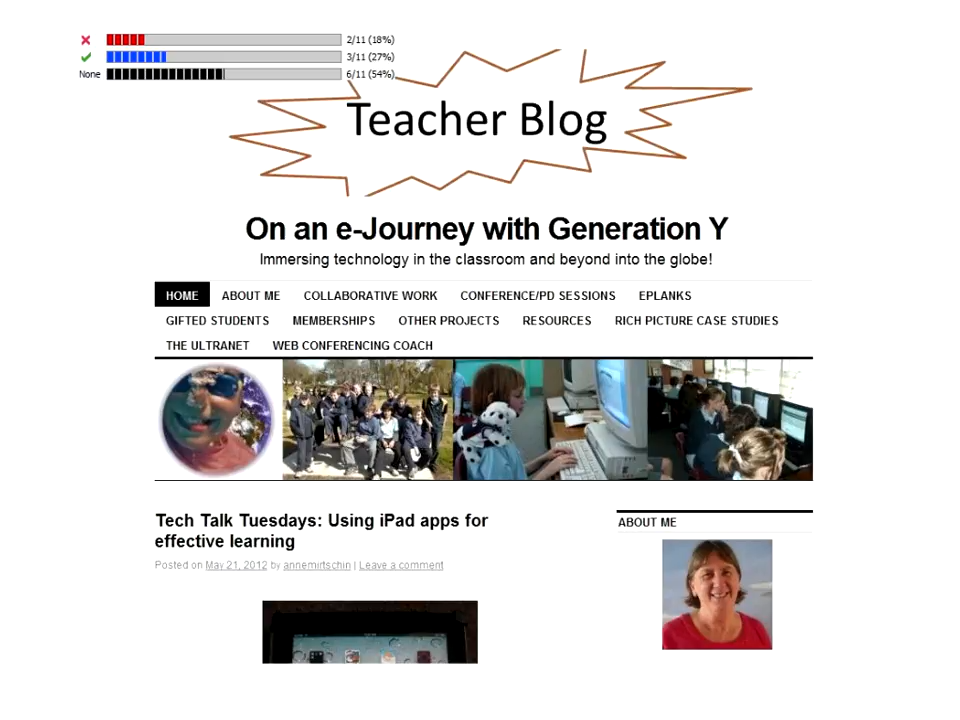 2/11 (18%)
3/11 (27%)
None 6/11 (54%)
Teacher Blog
On an e-Journey with Generation Y
Immersing technology in the classroom and beyond into the globe!
HOME ABOUT ME COLLABORATIVE WORK CONFERENCE/PD SESSIONS EPLANKS
GIFTED STUDENTS MEMBERSHIPS OTHER PROJECTS RESOURCES RICH PICTURE CASE STUDIES
THE ULTRANET WEB CONFERENCING COACH
Tech Talk Tuesdays: Using iPad apps for
effective learning
Posted on May 21, 2012 by annemirtschin | Leave a comment
ABOUT ME